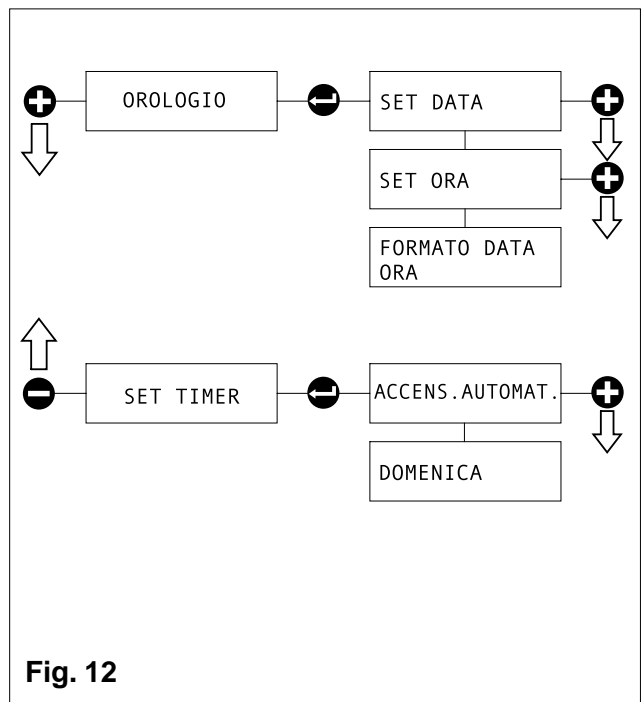 OROLOGIO
SET DATA
SET ORA
FORMATO DATA
ORA
SET TIMER
ACCENS.AUTOMAT.
DOMENICA
Fig. 12